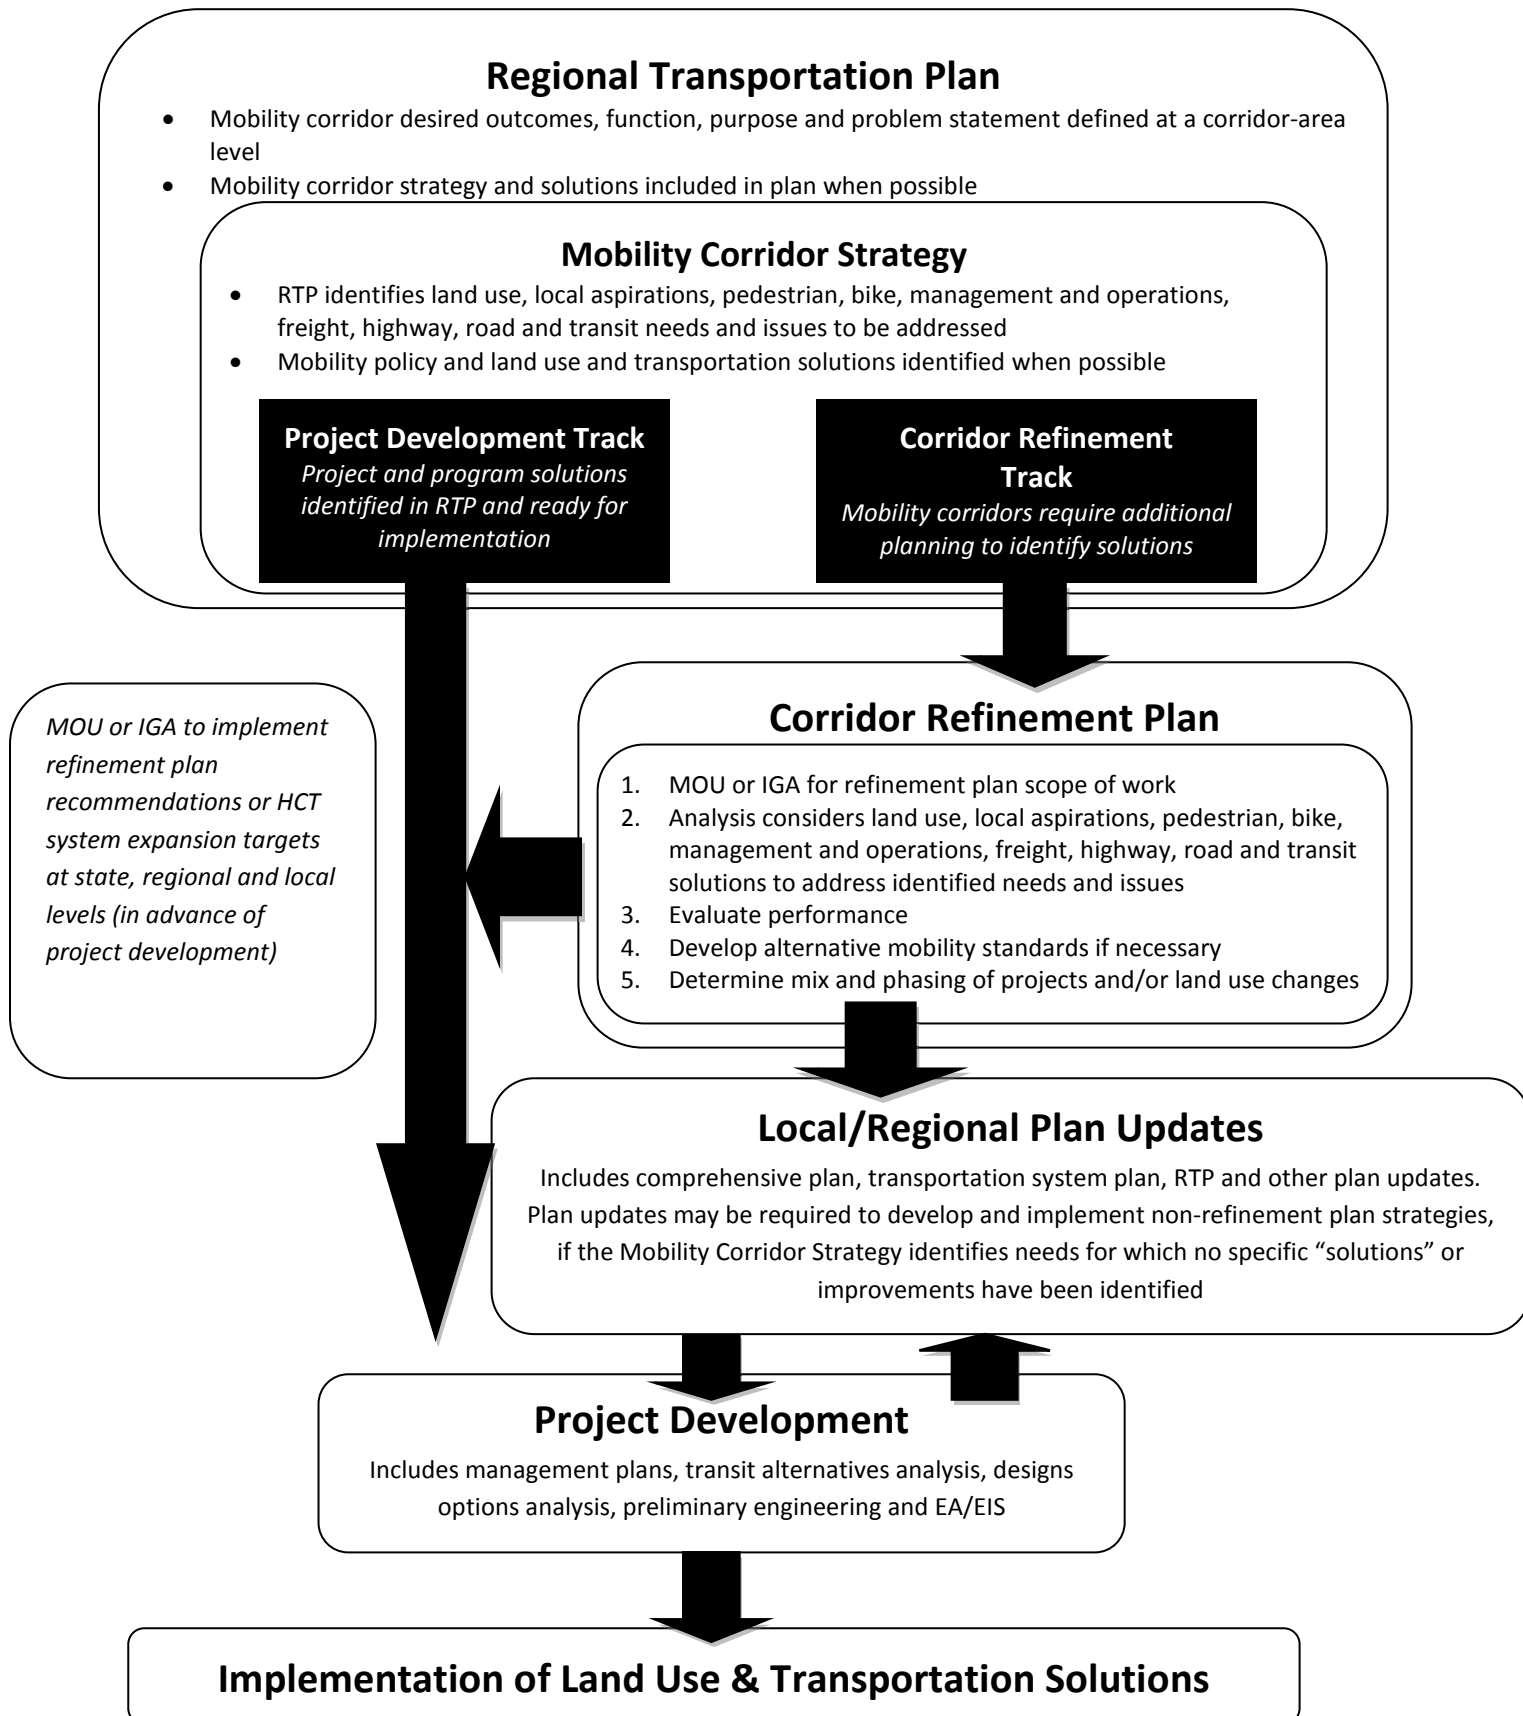 Regional Transportation Plan
• Mobility corridor desired outcomes, function, purpose and problem statement defined at a corridor-area
level
• Mobility corridor strategy and solutions included in plan when possible
Mobility Corridor Strategy
• RTP identifies land use, local aspirations, pedestrian, bike, management and operations,
freight, highway, road and transit needs and issues to be addressed
• Mobility policy and land use and transportation solutions identified when possible
Project Development Track
Project and program solutions
identified in RTP and ready for
implementation
Corridor Refinement
Track
Mobility corridors require additional
planning to identify solutions
MOU or IGA to implement
refinement plan
recommendations or HCT
system expansion targets
at state, regional and local
levels (in advance of
project development)
Corridor Refinement Plan
1. MOU or IGA for refinement plan scope of work
2. Analysis considers land use, local aspirations, pedestrian, bike,
management and operations, freight, highway, road and transit
solutions to address identified needs and issues
3. Evaluate performance
4. Develop alternative mobility standards if necessary
5. Determine mix and phasing of projects and/or land use changes
Local/Regional Plan Updates
Includes comprehensive plan, transportation system plan, RTP and other plan updates.
Plan updates may be required to develop and implement non-refinement plan strategies,
if the Mobility Corridor Strategy identifies needs for which no specific “solutions” or
improvements have been identified
Project Development
Includes management plans, transit alternatives analysis, designs
options analysis, preliminary engineering and EA/EIS
Implementation of Land Use & Transportation Solutions